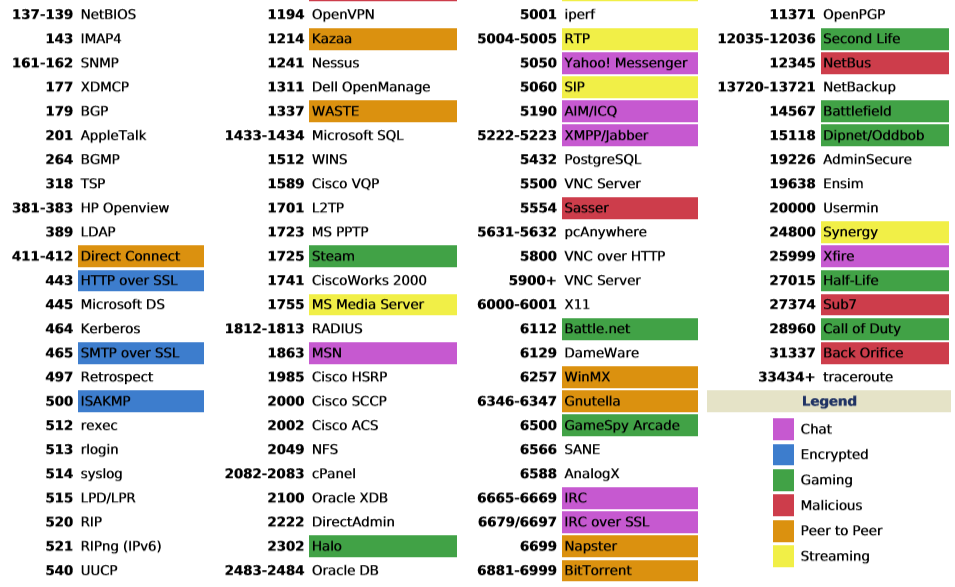 137-139 NetBIOS
143 IMAP4
161-162 SNMP
177 XDMCP
179 BGP
201 AppleTalk
264 BGMP
318 TSP
381-383 HP Openview
389 LDAP
411-412 Direct Connect
443 HTTP over SSL
445 Microsoft DS
464 Kerberos
465 SMTP over SSL
497 Retrospect
500 ISAKMP
512 rexec
513 rlogin
514 syslog
515 LPD/LPR
520 RIP
521 RIPng (IPv6)
540 UUCP
1194 OpenVPN
1214 Kazaa
1241 Nessus
1311 Dell OpenManage
1337 WASTE
1433-1434 Microsoft SQL
1512 WINS
1589 Cisco VQP
1701 L2TP
1723 MS PPTP
1725 Steam
1741 CiscoWorks 2000
1755 MS Media Server
1812-1813 RADIUS
1863 MSN
1985 Cisco HSRP
2000 Cisco SCCP
2002 Cisco ACS
2049 NFS
2082-2083 cPanel
2100 Oracle XDB
2222 DirectAdmin
2302 Halo
2483-2484 Oracle DB
5001 iperf
5004-5005 RTP
5050 Yahoo! Messenger
5060 SIP
5190 AIM/ICQ
5222-5223 XMPP/Jabber
5432 PostgreSQL
5500 VNC Server
5554 Sasser
5631-5632 pcAnywhere
5800 VNC over HTTP
5900+ VNC Server
6000-6001 X11
6112 Battle.net
6129 DameWare
6257 WinMX
6346-6347 Gnutella
6500 GameSpy Arcade
6566 SANE
6588 AnalogX
6665-6669 IRC
6679/6697 IRC over SSL
6699 Napster
6881-6999 BitTorrent
11371 OpenPGP
12035-12036 Second Life
12345 NetBus
13720-13721 NetBackup
14567 Battlefield
15118 Dipnet/Oddbob
19226 AdminSecure
19638 Ensim
20000 Usermin
24800 Synergy
25999 Xfire
27015 Half-Life
27374 Sub7
28960 Call of Duty
31337 Back Orifice
33434+ traceroute
Legend
Chat
Encrypted
Gaming
Malicious
Peer to Peer
Streaming